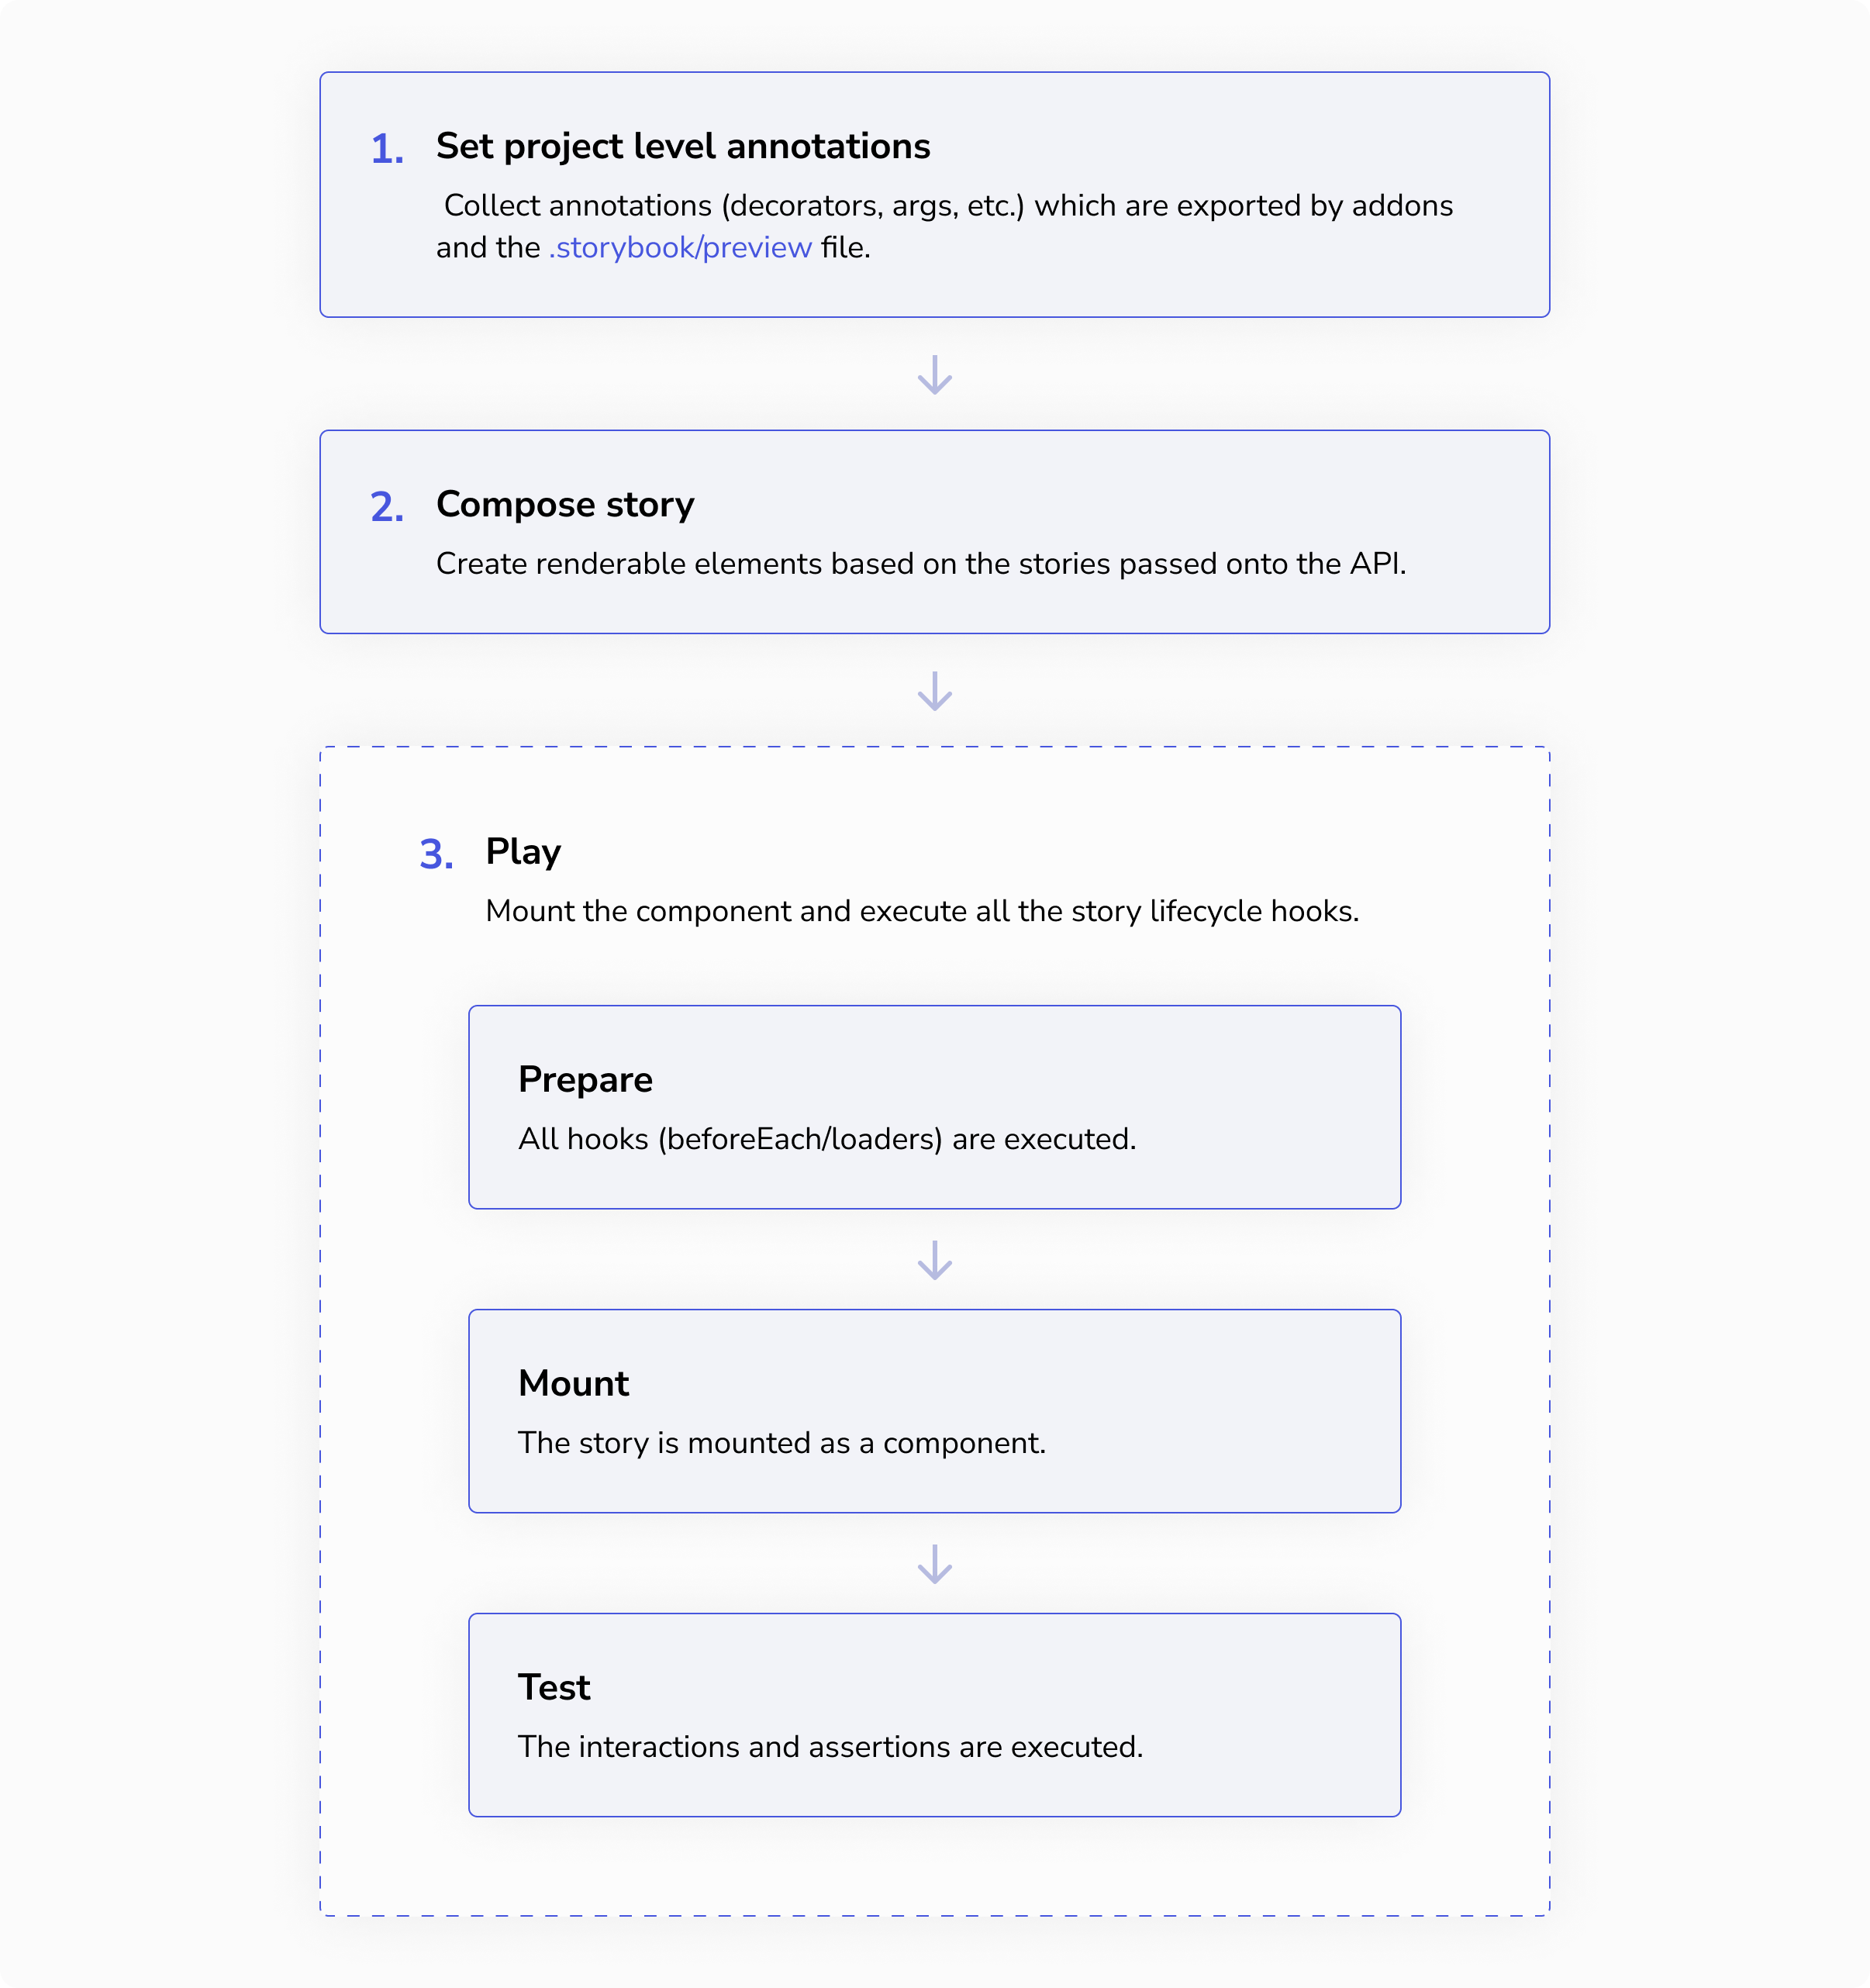 1. Set project level annotations
Collect annotations (decorators, args, etc.) which are exported by addons
and the .storybook/preview file.
2. Compose story
Create renderable elements based on the stories passed onto the API.
3. Play
Mount the component and execute all the story lifecycle hooks.
Prepare
All hooks (beforeEach/loaders) are executed.
Mount
The story is mounted as a component.
Test
The interactions and assertions are executed.